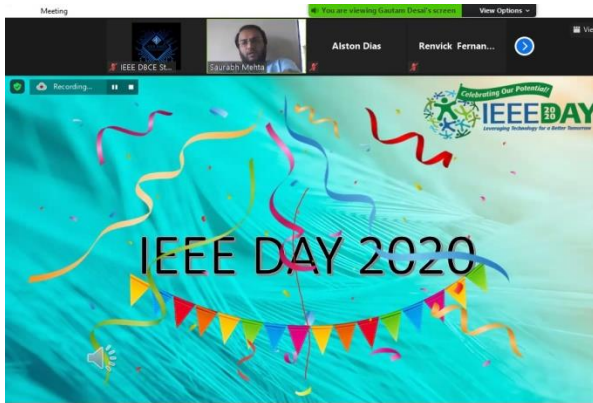 Meeting
You are viewing Gautam Desai's screen
View Options
IEEE DBCE St...
Saurabh Mehta
Alston Dias
Renvick Fernan...
Vie
Recording...
Celebrating Our Potential!
IEEE 2020 DAY
Leveraging Technology for a Better Tomorrow
IEEE DAY 2020